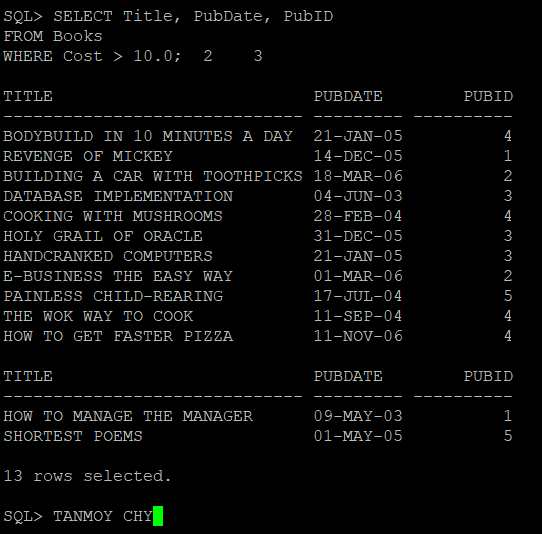 SQL> SELECT Title, PubDate, PubID
FROM Books
WHERE Cost > 10.0;  2    3
TITLE                          PUBDATE        PUBID
------------------------------ --------- ----------
BODYBUILD IN 10 MINUTES A DAY  21-JAN-05          4
REVENGE OF MICKEY              14-DEC-05          1
BUILDING A CAR WITH TOOTHPICKS 18-MAR-06          2
DATABASE IMPLEMENTATION        04-JUN-03          3
COOKING WITH MUSHROOMS         28-FEB-04          4
HOLY GRAIL OF ORACLE           31-DEC-05          3
HANDCRANKED COMPUTERS          21-JAN-05          3
E-BUSINESS THE EASY WAY        01-MAR-06          2
PAINLESS CHILD-REARING         17-JUL-04          5
THE WOK WAY TO COOK            11-SEP-04          4
HOW TO GET FASTER PIZZA        11-NOV-06          4
TITLE                          PUBDATE        PUBID
------------------------------ --------- ----------
HOW TO MANAGE THE MANAGER      09-MAY-03          1
SHORTEST POEMS                 01-MAY-05          5
13 rows selected.
SQL> TANMOY CHY